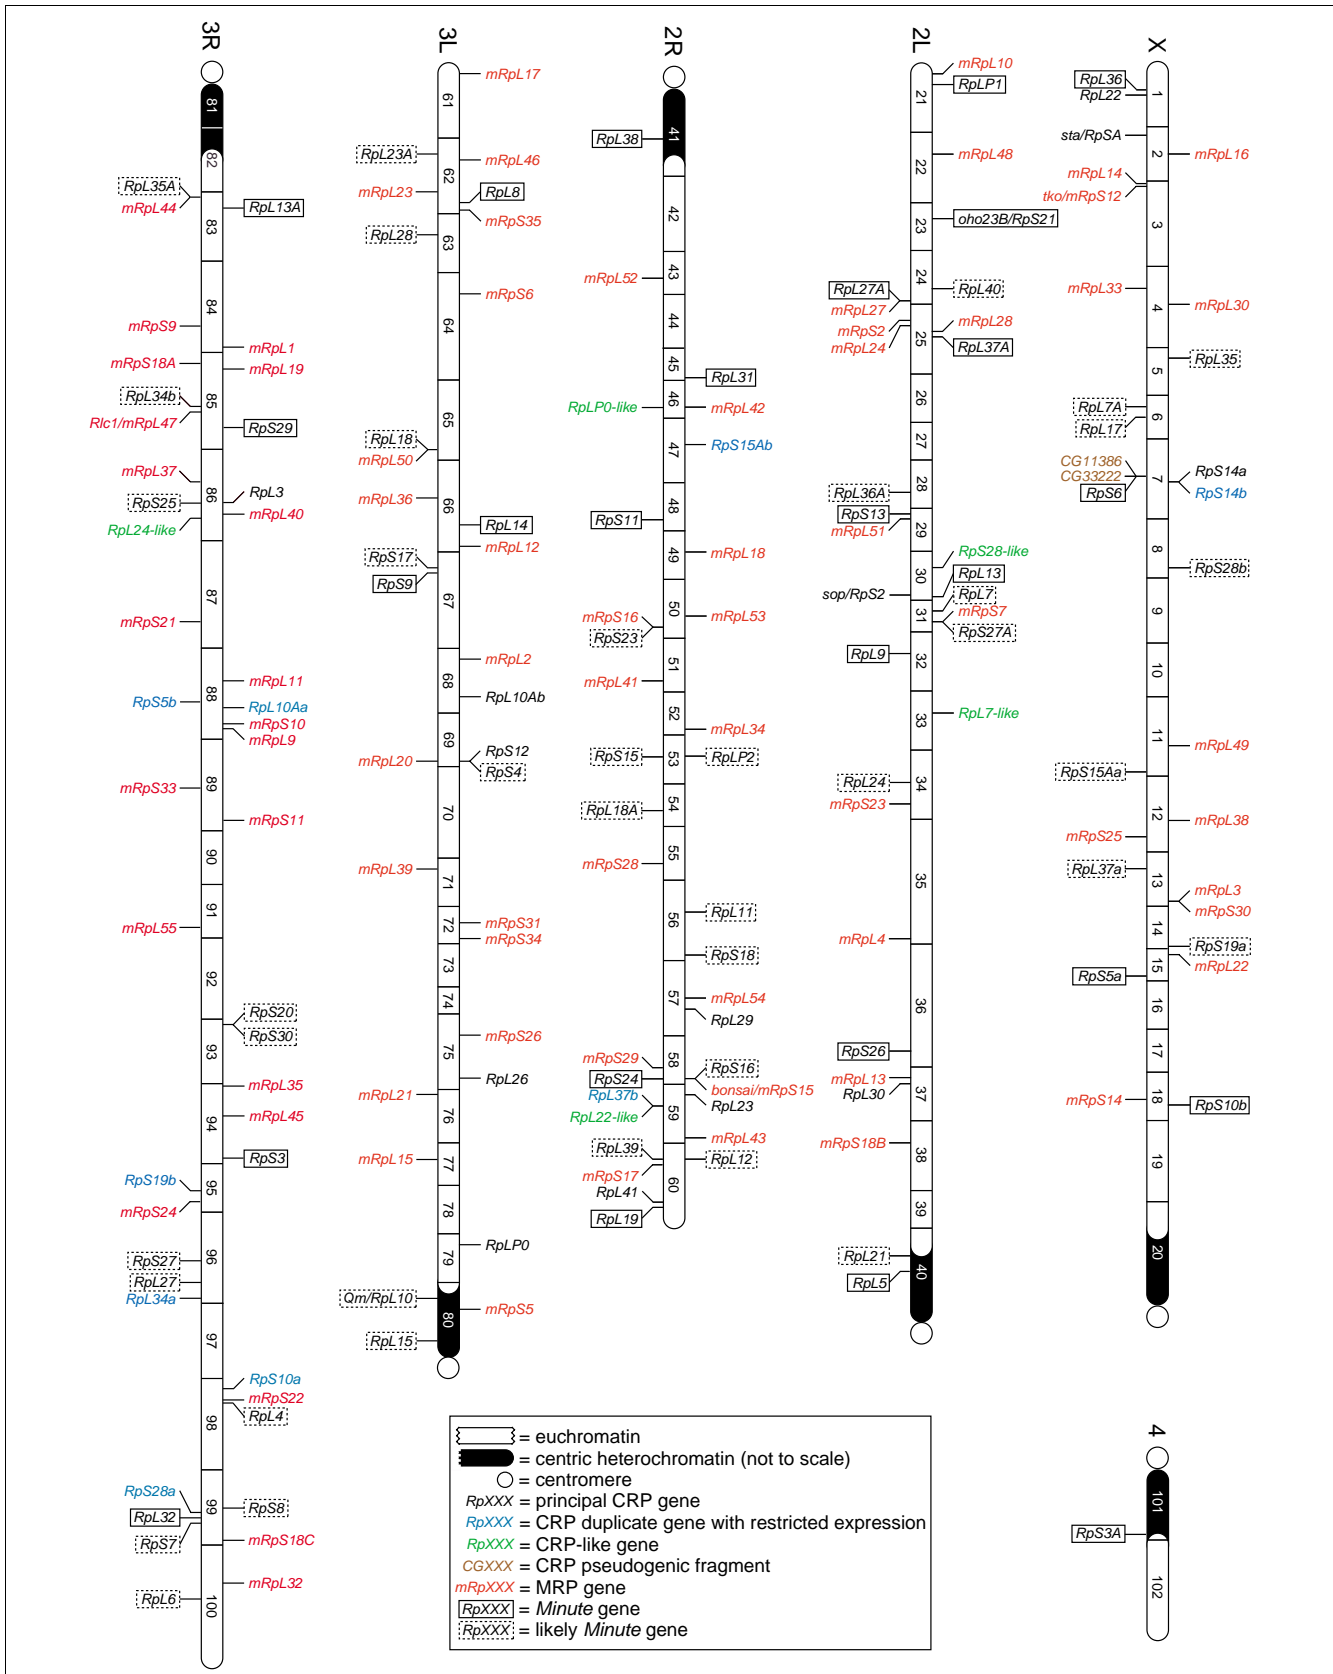 3R
81
82
83
84
85
86
87
88
89
90
91
92
93
94
95
96
97
98
99
100
RpL35A
mRpL44
RpL13A
mRpS9
mRpL1
mRpS18A
mRpL19
RpL34b
Rlc1/mRpL47
RpS29
mRpL37
RpL3
RpS25
mRpL40
RpL24-like
mRpS21
mRpL11
RpS5b
RpL10Aa
mRpS10
mRpL9
mRpS33
mRpS11
mRpL55
RpS20
RpS30
mRpL35
mRpL45
RpS3
RpS19b
mRpS24
RpS27
RpL27
RpL34a
RpS10a
mRpS22
RpL4
RpS28a
RpS8
RpL32
RpS7
mRpS18C
mRpL32
RpL6
3L
61
62
63
64
65
66
67
68
69
70
71
72
73
74
75
76
77
78
79
80
mRpL17
RpL23A
mRpL46
mRpL23
RpL8
mRpS35
RpL28
mRpS6
RpL18
mRpL50
mRpL36
RpL14
mRpL12
RpS17
RpS9
mRpL2
RpL10Ab
RpS12
mRpL20
RpS4
mRpL39
mRpS31
mRpS34
mRpS26
RpL26
mRpL21
mRpL15
RpLP0
Qm/RpL10
mRpS5
RpL15
2R
41
42
43
44
45
46
47
48
49
50
51
52
53
54
55
56
57
58
59
60
RpL38
mRpL52
RpL31
RpLP0-like
mRpL42
RpS15Ab
RpS11
mRpL18
mRpS16
mRpL53
RpS23
mRpL41
mRpL34
RpS15
RpLP2
RpL18A
mRpS28
RpL11
RpS18
mRpL54
RpL29
mRpS29
RpS16
RpS24
bonsai/mRpS15
RpL37b
RpL23
RpL22-like
mRpL43
RpL39
RpL12
mRpS17
RpL41
RpL19
2L
21
22
23
24
25
26
27
28
29
30
31
32
33
34
35
36
37
38
39
40
mRpL10
RpLP1
mRpL48
oho23B/RpS21
RpL27A
RpL40
mRpL27
mRpS2
mRpL28
mRpL24
RpL37A
RpL36A
RpS13
mRpL51
RpS28-like
RpL13
sop/RpS2
RpL7
mRpS7
RpS27A
RpL9
RpL7-like
RpL24
mRpS23
mRpL4
RpS26
mRpL13
RpL30
mRpS18B
RpL21
RpL5
X
1
2
3
4
5
6
7
8
9
10
11
12
13
14
15
16
17
18
19
20
RpL36
RpL22
sta/RpSA
mRpL16
mRpL14
tko/mRpS12
mRpL33
mRpL30
RpL35
RpL7A
RpL17
CG11386
CG33222
RpS6
RpS14a
RpS14b
RpS28b
mRpL49
RpS15Aa
mRpL38
mRpS25
RpL37a
mRpL3
mRpS30
RpS19a
mRpL22
RpS5a
mRpS14
RpS10b
4
101
102
RpS3A
= euchromatin
= centric heterochromatin (not to scale)
= centromere
RpXXX = principal CRP gene
RpXXX = CRP duplicate gene with restricted expression
RpXXX = CRP-like gene
CGXXX = CRP pseudogenic fragment
mRpXXX = MRP gene
RpXXX = Minute gene
RpXXX = likely Minute gene